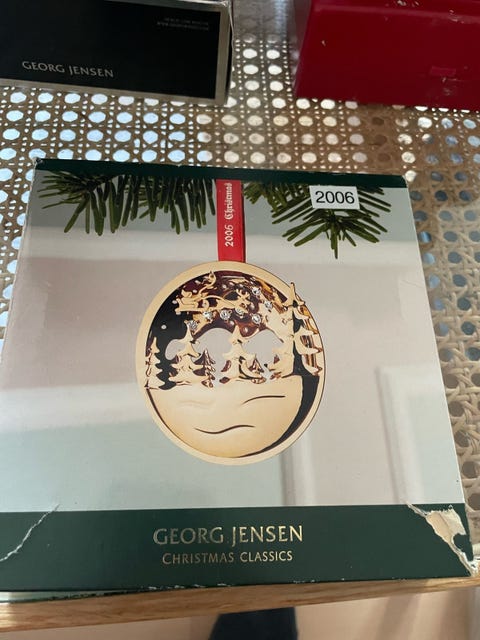 GEORG JENSEN
2006
2006 Christmas
GEORG JENSEN
CHRISTMAS CLASSICS